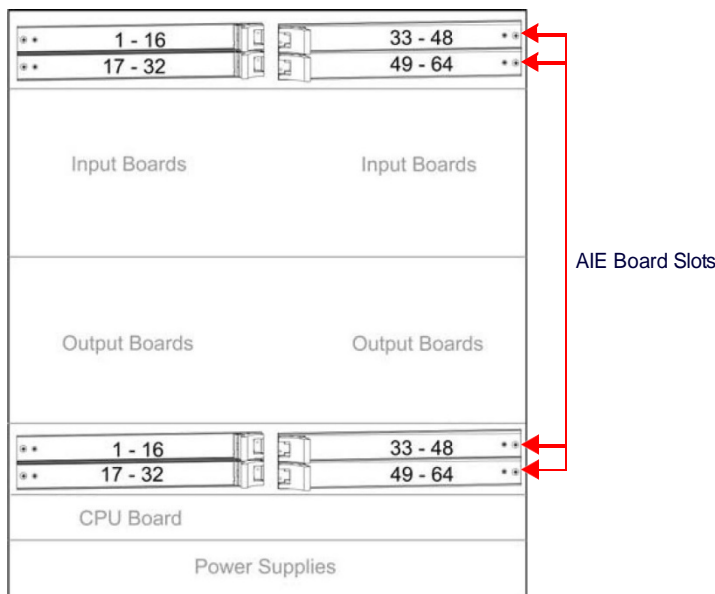 1 - 16
33 - 48
17 - 32
49 - 64
Input Boards
Input Boards
AIE Board Slots
Output Boards
Output Boards
1 - 16
33 - 48
17 - 32
49 - 64
CPU Board
Power Supplies